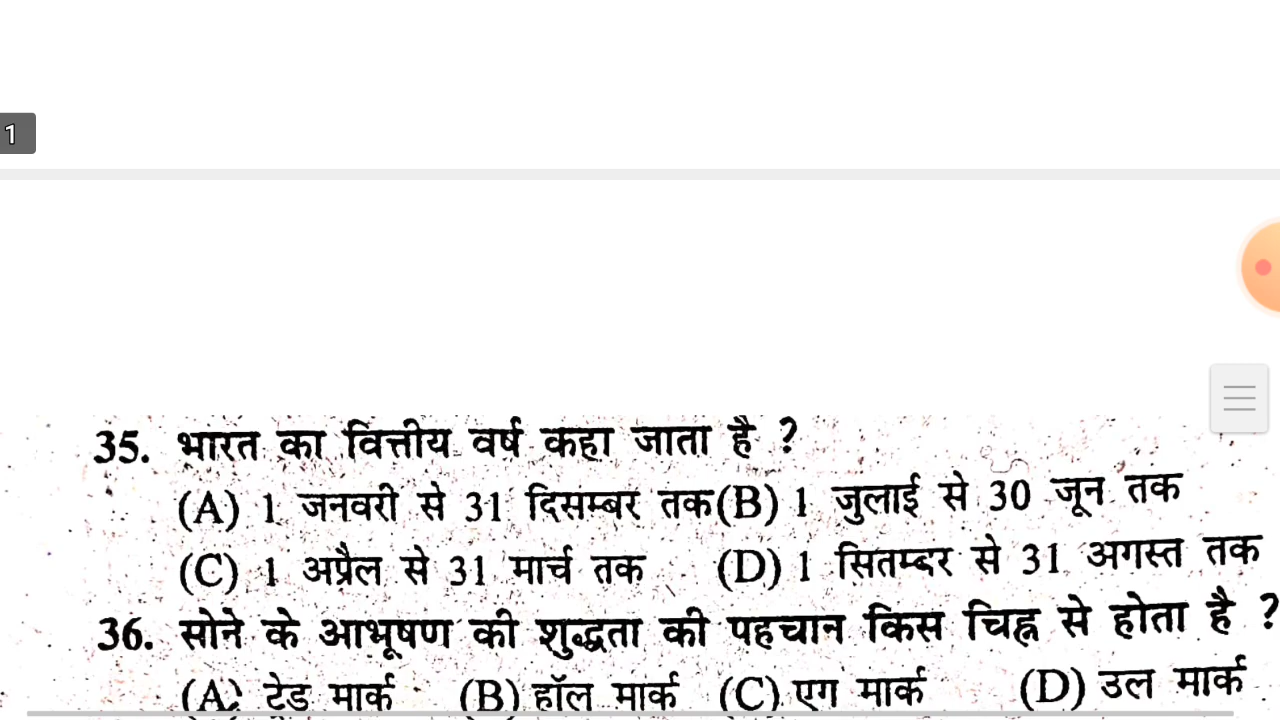 1
35. भारत का वित्तीय वर्ष कहा जाता है ?
(A) 1 जनवरी से 31 दिसम्बर तक (B) 1 जुलाई से 30 जून तक
(C) 1 अप्रैल से 31 मार्च तक (D) 1 सितम्बर से 31 अगस्त तक
36. सोने के आभूषण की शुद्धता की पहचान किस चिह्न से होता है ?
(A) टेड मार्क (B) हॉल मार्क (C) एग मार्क (D) उल मार्क